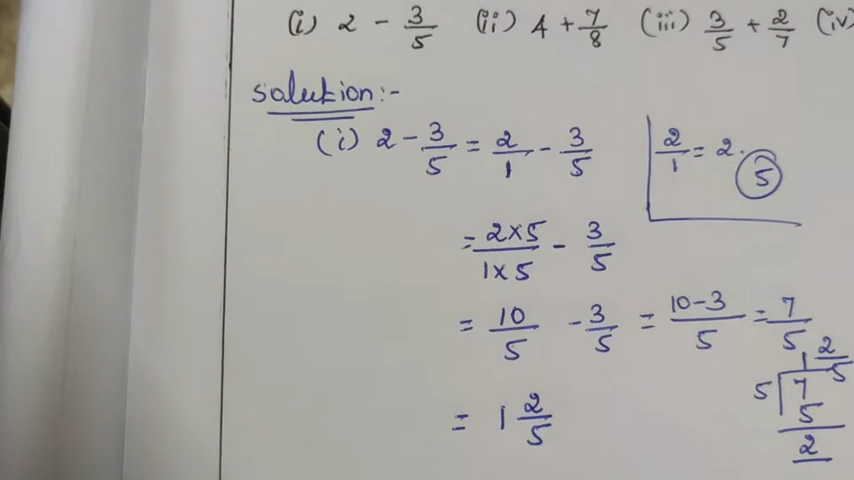 (i) 2 - 3/5 (ii) 4 + 7/8 (iii) 3/5 + 2/7 (iv)
Solution:-
(i) 2 - 3/5 = 2/1 - 3/5
2/1 = 2.
5
= 2×5/1×5 - 3/5
= 10/5 - 3/5 = 10-3/5 = 7/5
= 1 2/5
1 2/5
5 7
5
2